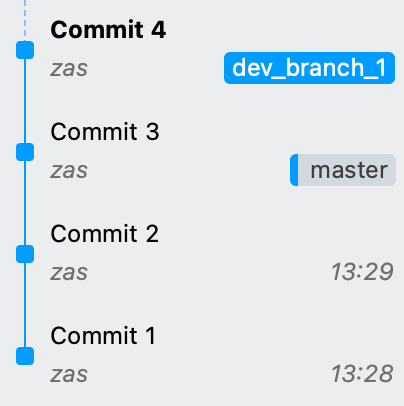 Commit 4
zas dev_branch_1
Commit 3
zas master
Commit 2
zas 13:29
Commit 1
zas 13:28